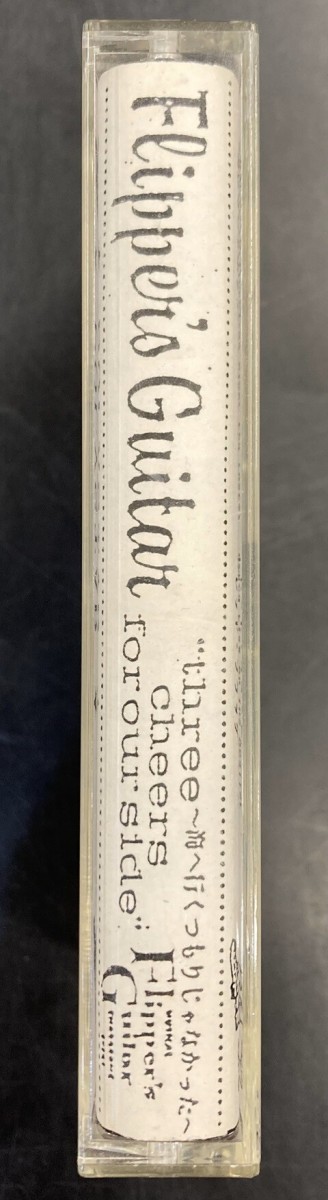 Flipper's Guitar
"three ~海へ行くつもりじゃなかった~
cheers
for our side"
Flipper's
Guitar